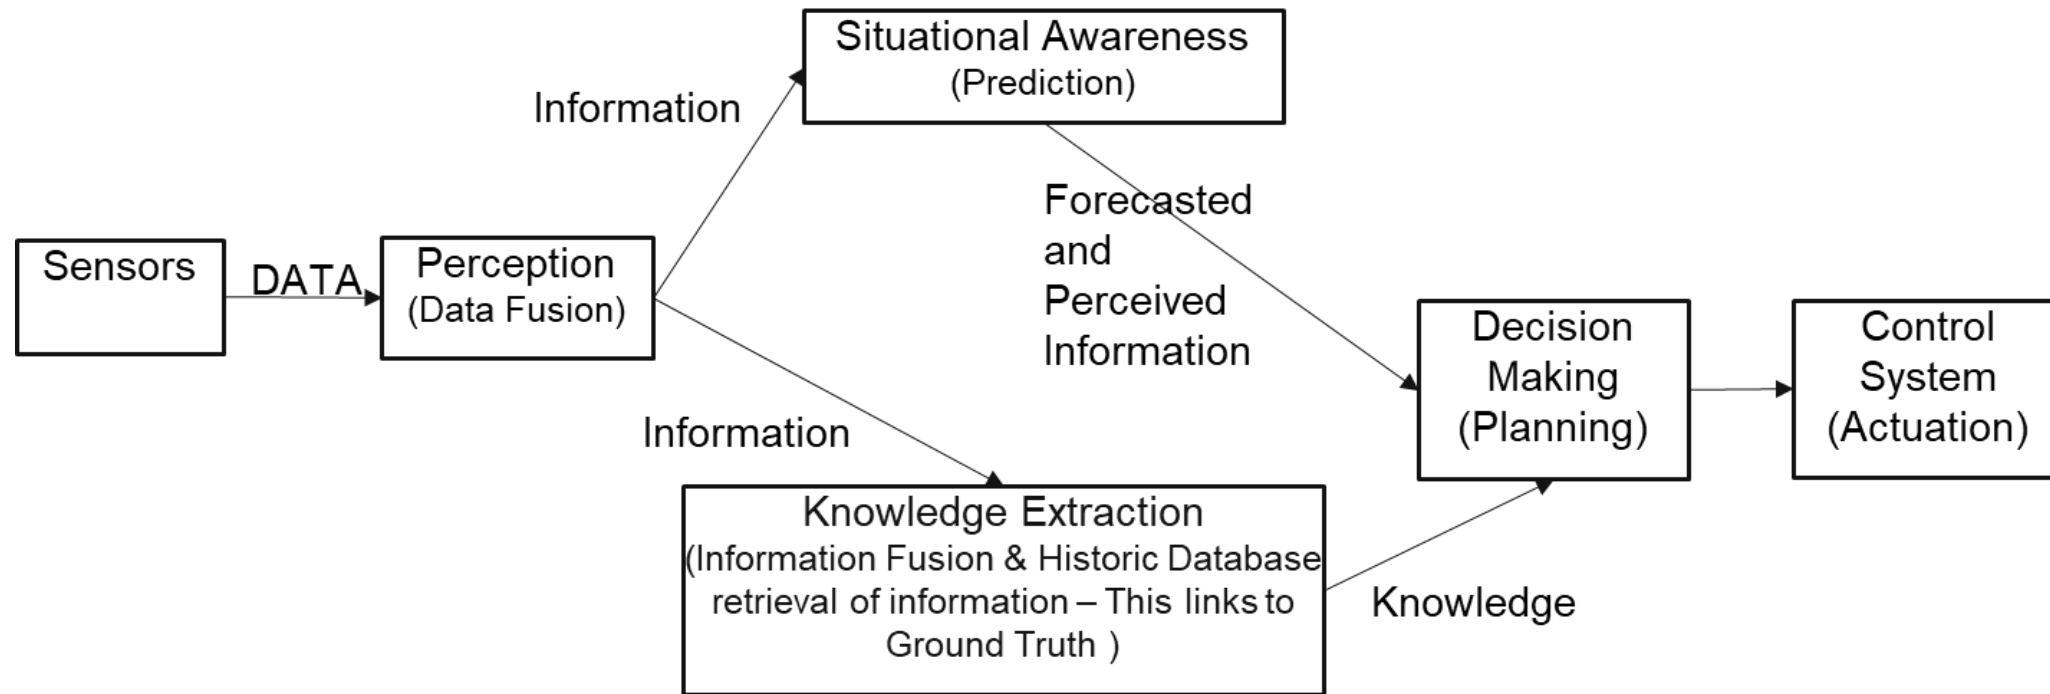 Situational Awareness
(Prediction)
Information
Sensors
DATA
Perception
(Data Fusion)
Forecasted
and
Perceived
Information
Decision
Making
(Planning)
Control
System
(Actuation)
Information
Knowledge Extraction
(Information Fusion & Historic Database
retrieval of information – This links to
Ground Truth )
Knowledge